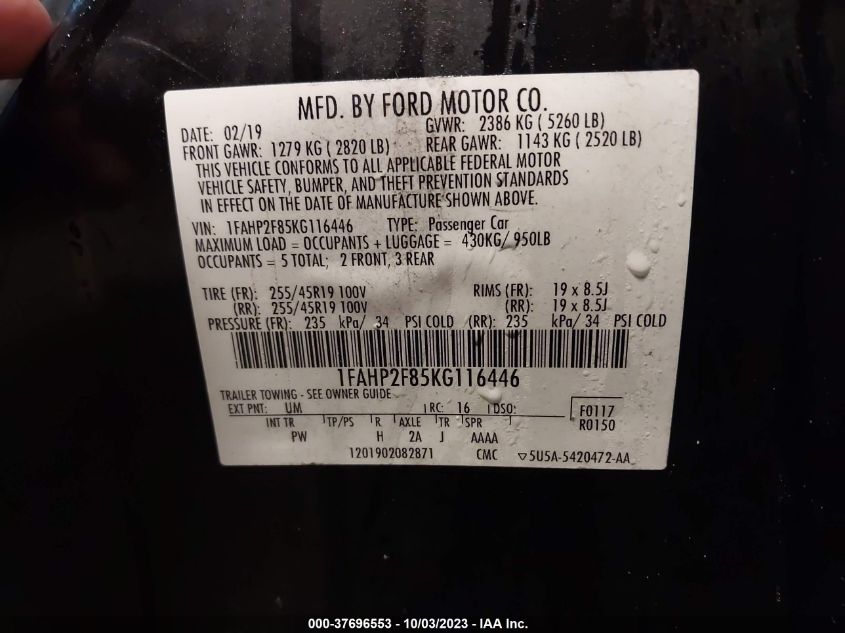 MFD. BY FORD MOTOR CO.
DATE: 02/19 GVWR: 2386 KG ( 5260 LB)
FRONT GAWR: 1279 KG ( 2820 LB) REAR GAWR: 1143 KG ( 2520 LB)
THIS VEHICLE CONFORMS TO ALL APPLICABLE FEDERAL MOTOR
VEHICLE SAFETY, BUMPER, AND THEFT PREVENTION STANDARDS
IN EFFECT ON THE DATE OF MANUFACTURE SHOWN ABOVE.
VIN: 1FAHP2F85KG116446 TYPE: Passenger Car
MAXIMUM LOAD = OCCUPANTS + LUGGAGE = 430KG/ 950LB
OCCUPANTS = 5 TOTAL; 2 FRONT, 3 REAR
TIRE (FR): 255/45R19 100V RIMS (FR): 19 x 8.5J
(RR): 255/45R19 100V (RR): 19 x 8.5J
PRESSURE (FR): 235 kPa/ 34 PSI COLD (RR): 235 kPa/ 34 PSI COLD
1FAHP2F85KG116446
TRAILER TOWING - SEE OWNER GUIDE
EXT PNT: UM RC: 16 DSO: F0117
INT TR TP/PS R AXLE TR SPR R0150
PW H 2A J AAAA
1201902082871 CMC ▽5U5A-5420472-AA
000-37696553 - 10/03/2023 - IAA Inc.